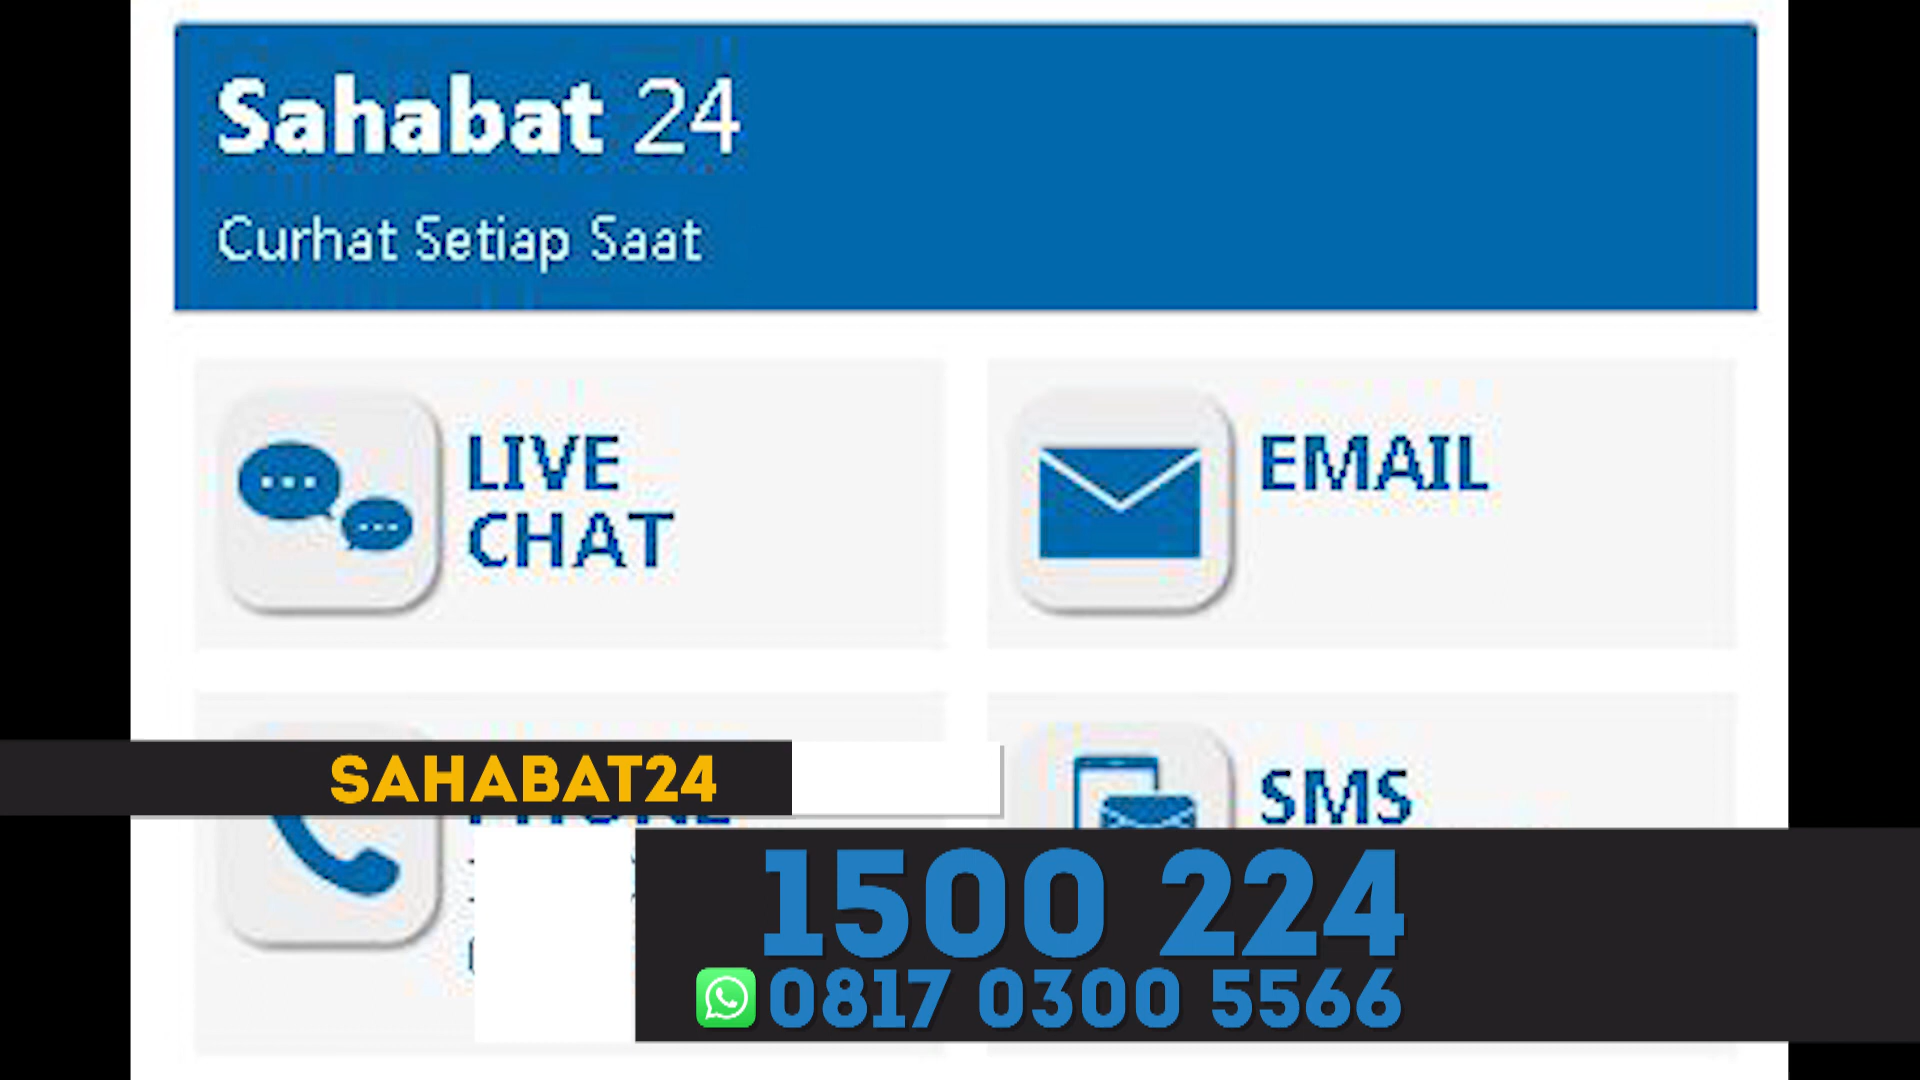 Sahabat 24
Curhat Setiap Saat
LIVE
CHAT
EMAIL
SAHABAT24
SMS
1500 224
0817 0300 5566